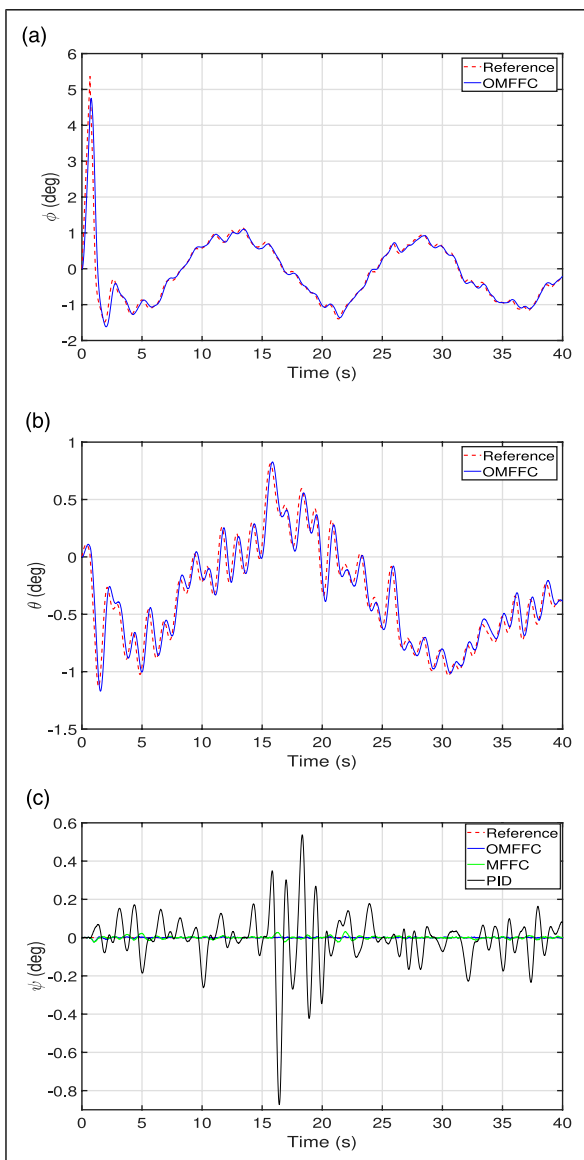 (a)
6
5
4
3
2
1
0
-1
-2
ϕ (deg)
Reference
OMFFC
0 5 10 15 20 25 30 35 40
Time (s)
(b)
1
0.5
0
-0.5
-1
-1.5
θ (deg)
Reference
OMFFC
0 5 10 15 20 25 30 35 40
Time (s)
(c)
0.6
0.4
0.2
0
-0.2
-0.4
-0.6
-0.8
ψ (deg)
Reference
OMFFC
MFFC
PID
0 5 10 15 20 25 30 35 40
Time (s)